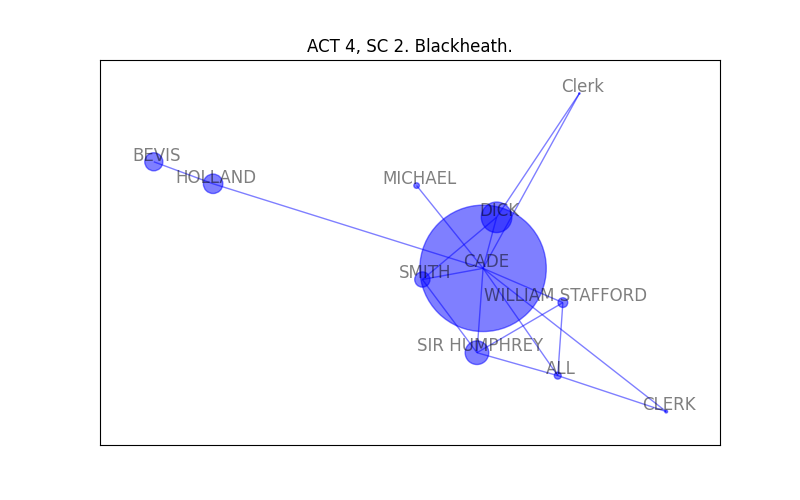 ACT 4, SC 2. Blackheath.
Clerk
BEVIS
HOLLAND
MICHAEL
DICK
CADE
SMITH
WILLIAM STAFFORD
SIR HUMPHREY
ALL
CLERK